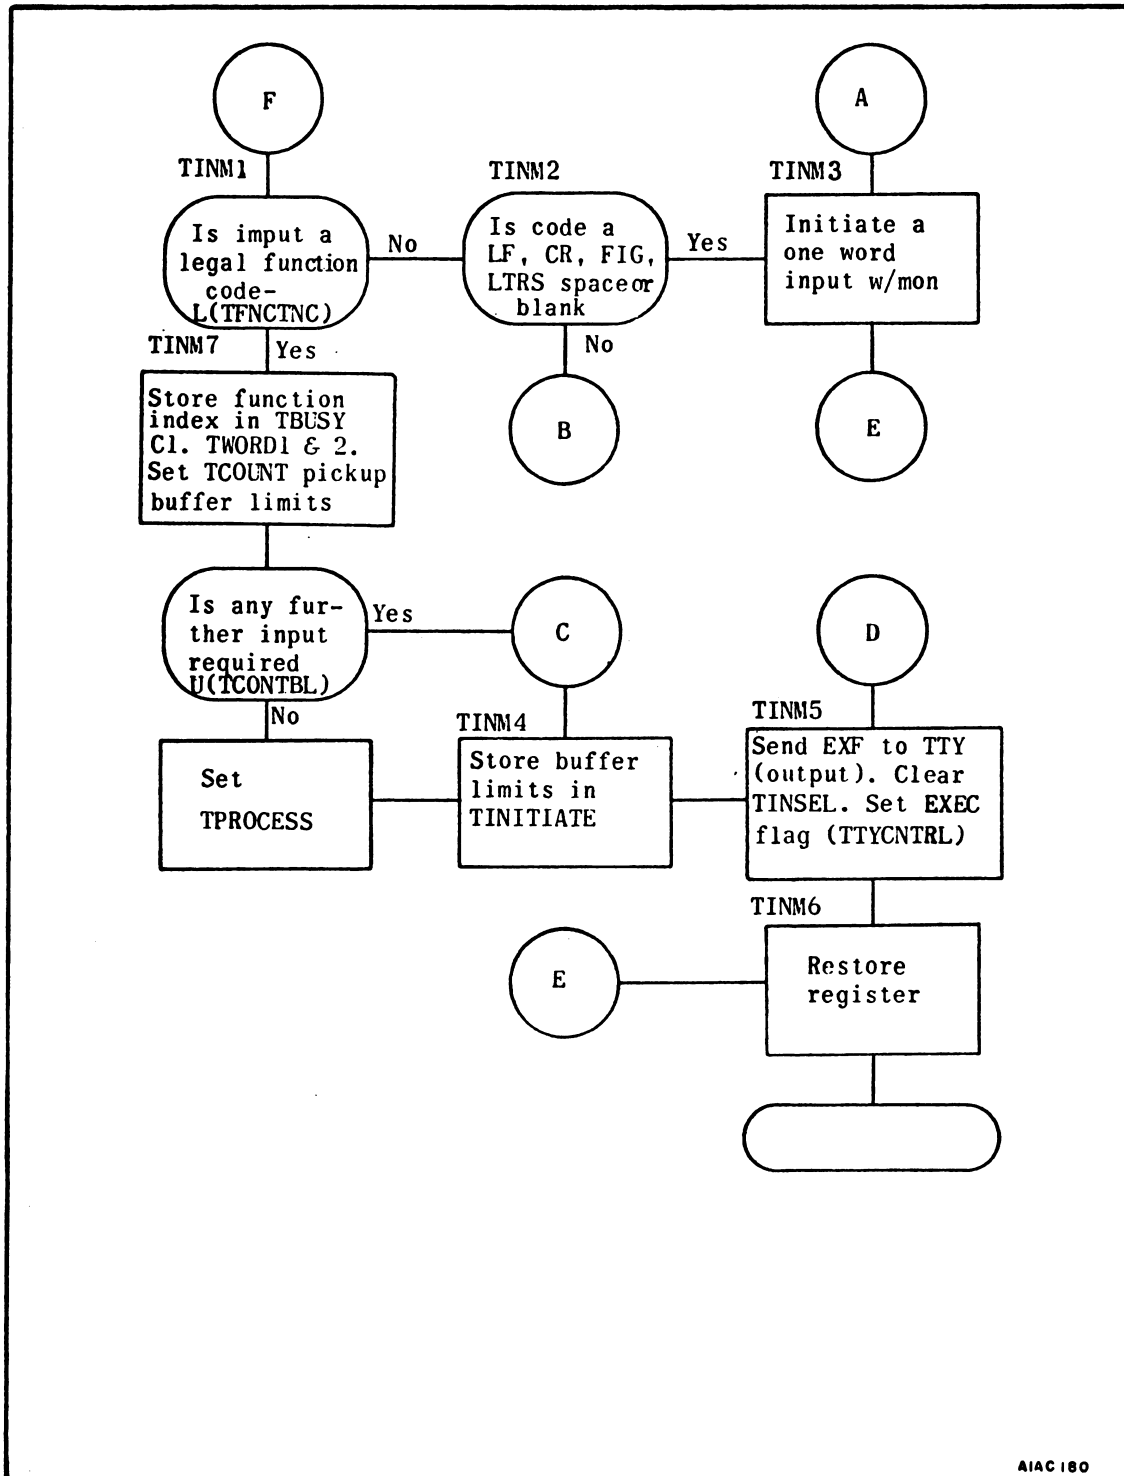 F
A
TINM1
TINM2
TINM3
Is imput a
legal function
code-
L(TFNCTNC)
No
Is code a
LF, CR, FIG,
LTRS spaceor
blank
Yes
Initiate a
one word
input w/mon
TINM7
Yes
No
Store function
index in TBUSY
Cl. TWORD1 & 2.
Set TCOUNT pickup
buffer limits
B
E
Is any fur-
ther input
required
U(TCONTBL)
Yes
C
D
No
TINM4
TINM5
Set
TPROCESS
Store buffer
limits in
TINITIATE
Send EXF to TTY
(output). Clear
TINSEL. Set EXEC
flag (TTYCNTRL)
TINM6
E
Restore
register
AIAC 180